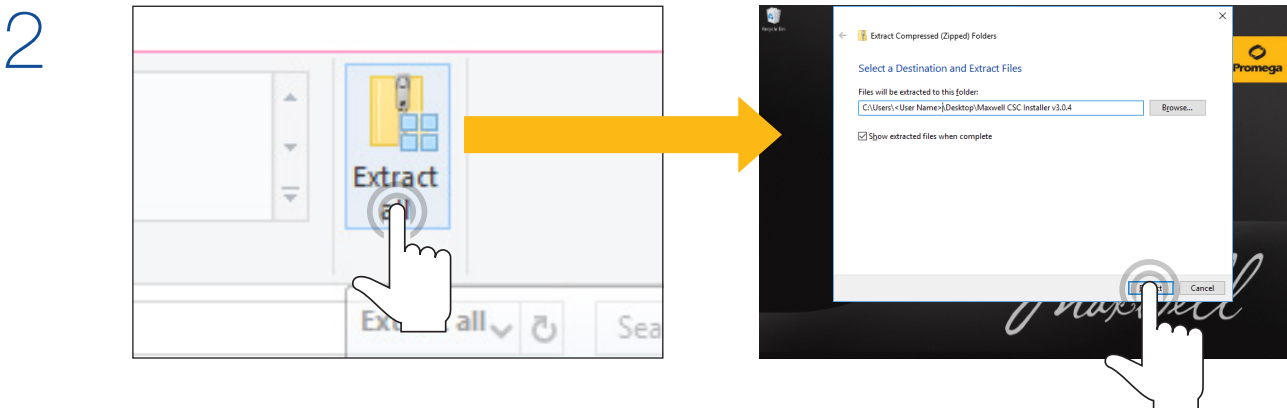 2
Extract
all
Extract all
Sea
Recycle Bin
Extract Compressed (Zipped) Folders
Select a Destination and Extract Files
Files will be extracted to this folder:
C:\Users\<User Name>\Desktop\Maxwell CSC Installer v3.0.4
Browse...
Show extracted files when complete
Cancel
Promega
Maxwell